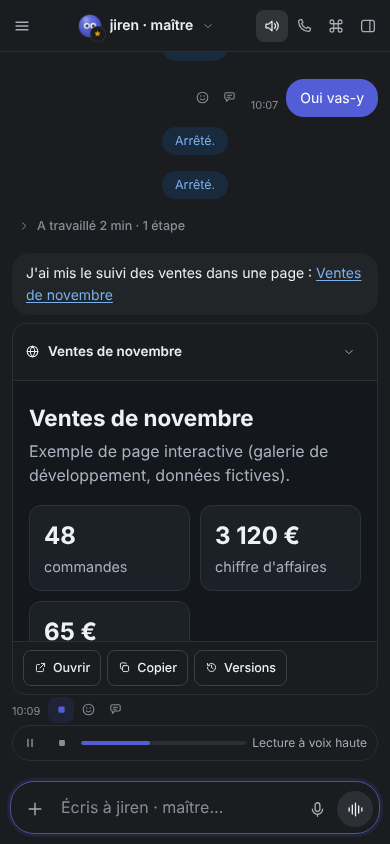 jiren · maître
10:07
Oui vas-y
Arrêté.
Arrêté.
A travaillé 2 min · 1 étape
J'ai mis le suivi des ventes dans une page : Ventes
de novembre
Ventes de novembre
Ventes de novembre
Exemple de page interactive (galerie de
développement, données fictives).
48
3 120 €
commandes
chiffre d'affaires
65 €
Ouvrir
Copier
Versions
10:09
Lecture à voix haute
Écris à jiren · maître...